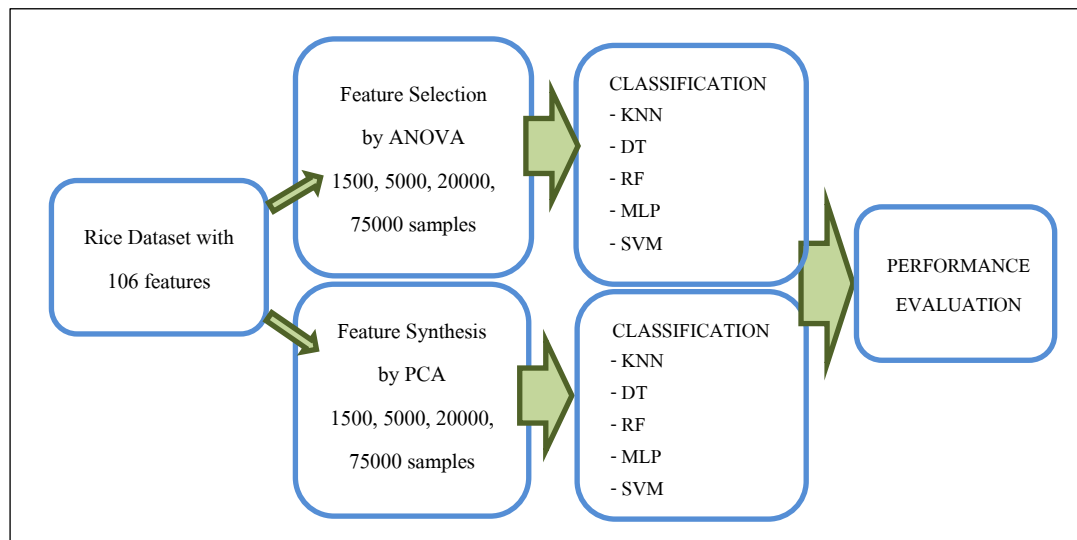 Rice Dataset with
106 features
Feature Selection
by ANOVA
1500, 5000, 20000,
75000 samples
CLASSIFICATION
- KNN
- DT
- RF
- MLP
- SVM
Feature Synthesis
by PCA
1500, 5000, 20000,
75000 samples
CLASSIFICATION
- KNN
- DT
- RF
- MLP
- SVM
PERFORMANCE
EVALUATION